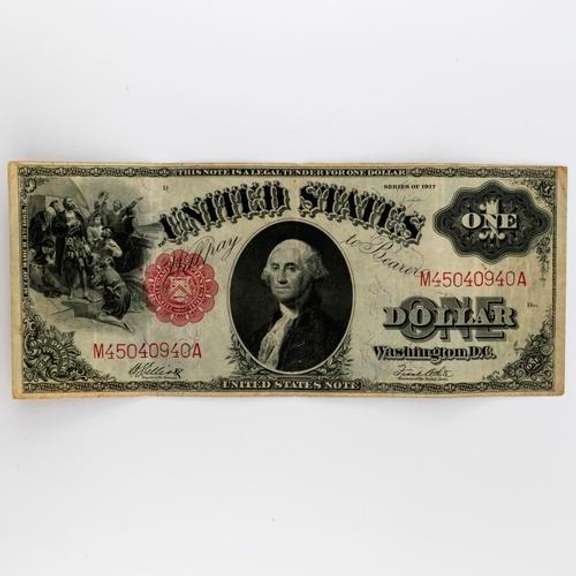 THIS NOTE IS A LEGAL TENDER FOR ONE DOLLAR
SERIES OF 1917
D
UNITED STATES
ONE
Will pay to Bearer
M45040940A
ONE
DOLLAR
M45040940A
Washington, D.C.
UNITED STATES NOTE